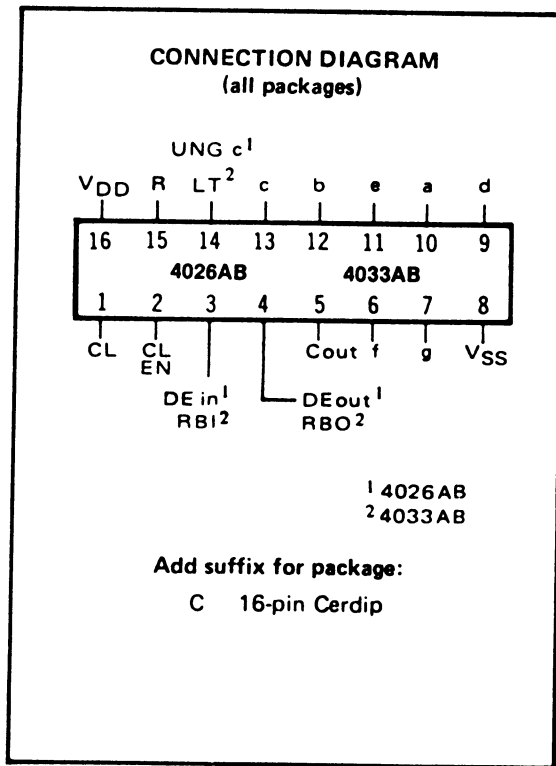 CONNECTION DIAGRAM
(all packages)
UNG c¹
VDD R LT² c b e a d
16 15 14 13 12 11 10 9
4026AB 4033AB
1 2 3 4 5 6 7 8
CL CL Cout f g VSS
EN
DE in¹ DEout¹
RBI² RBO²
¹ 4026AB
² 4033AB
Add suffix for package:
C 16-pin Cerdip